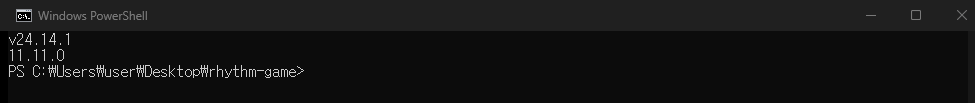 Windows PowerShell
v24.14.1
11.11.0
PS C:₩Users₩user₩Desktop₩rhythm-game>